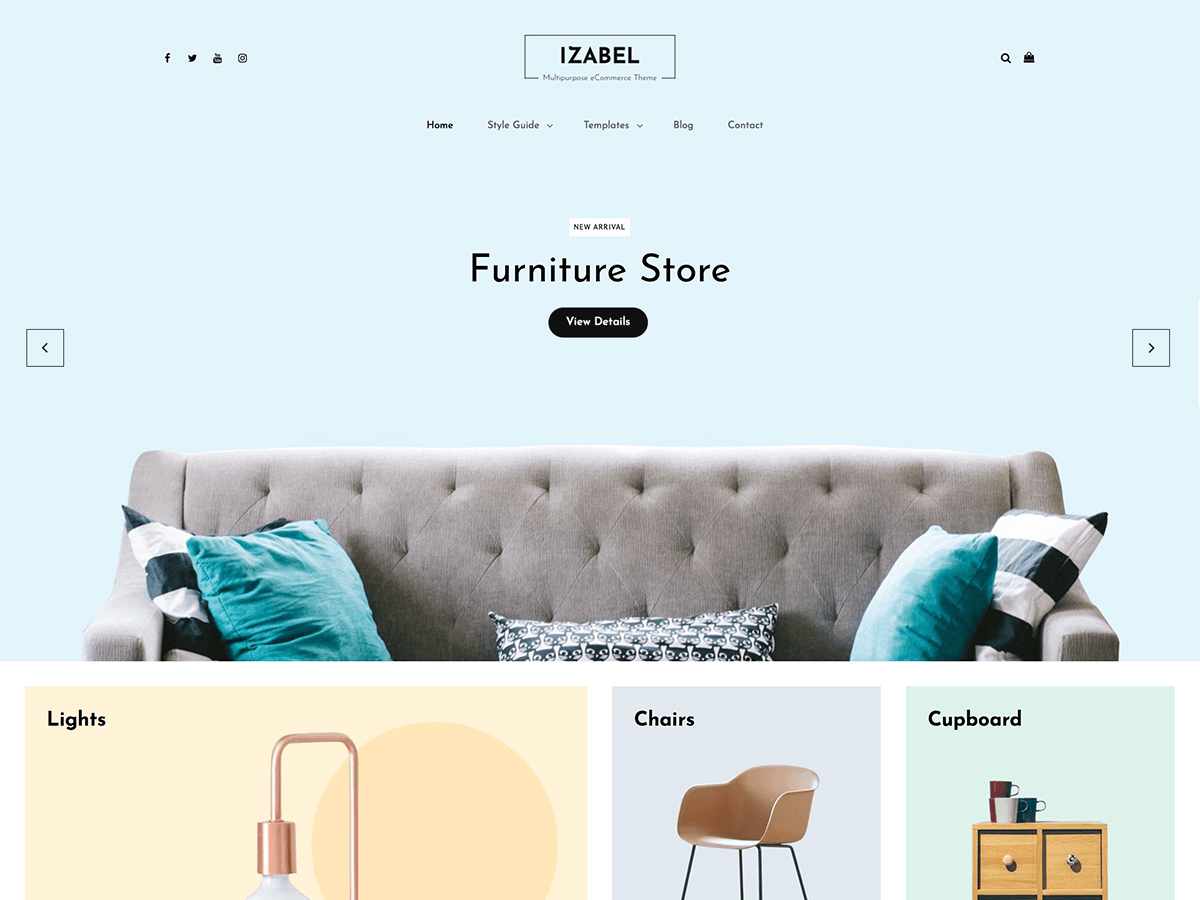 IZABEL
Multipurpose eCommerce Theme
Home Style Guide Templates Blog Contact
NEW ARRIVAL
Furniture Store
View Details
Lights
Chairs
Cupboard